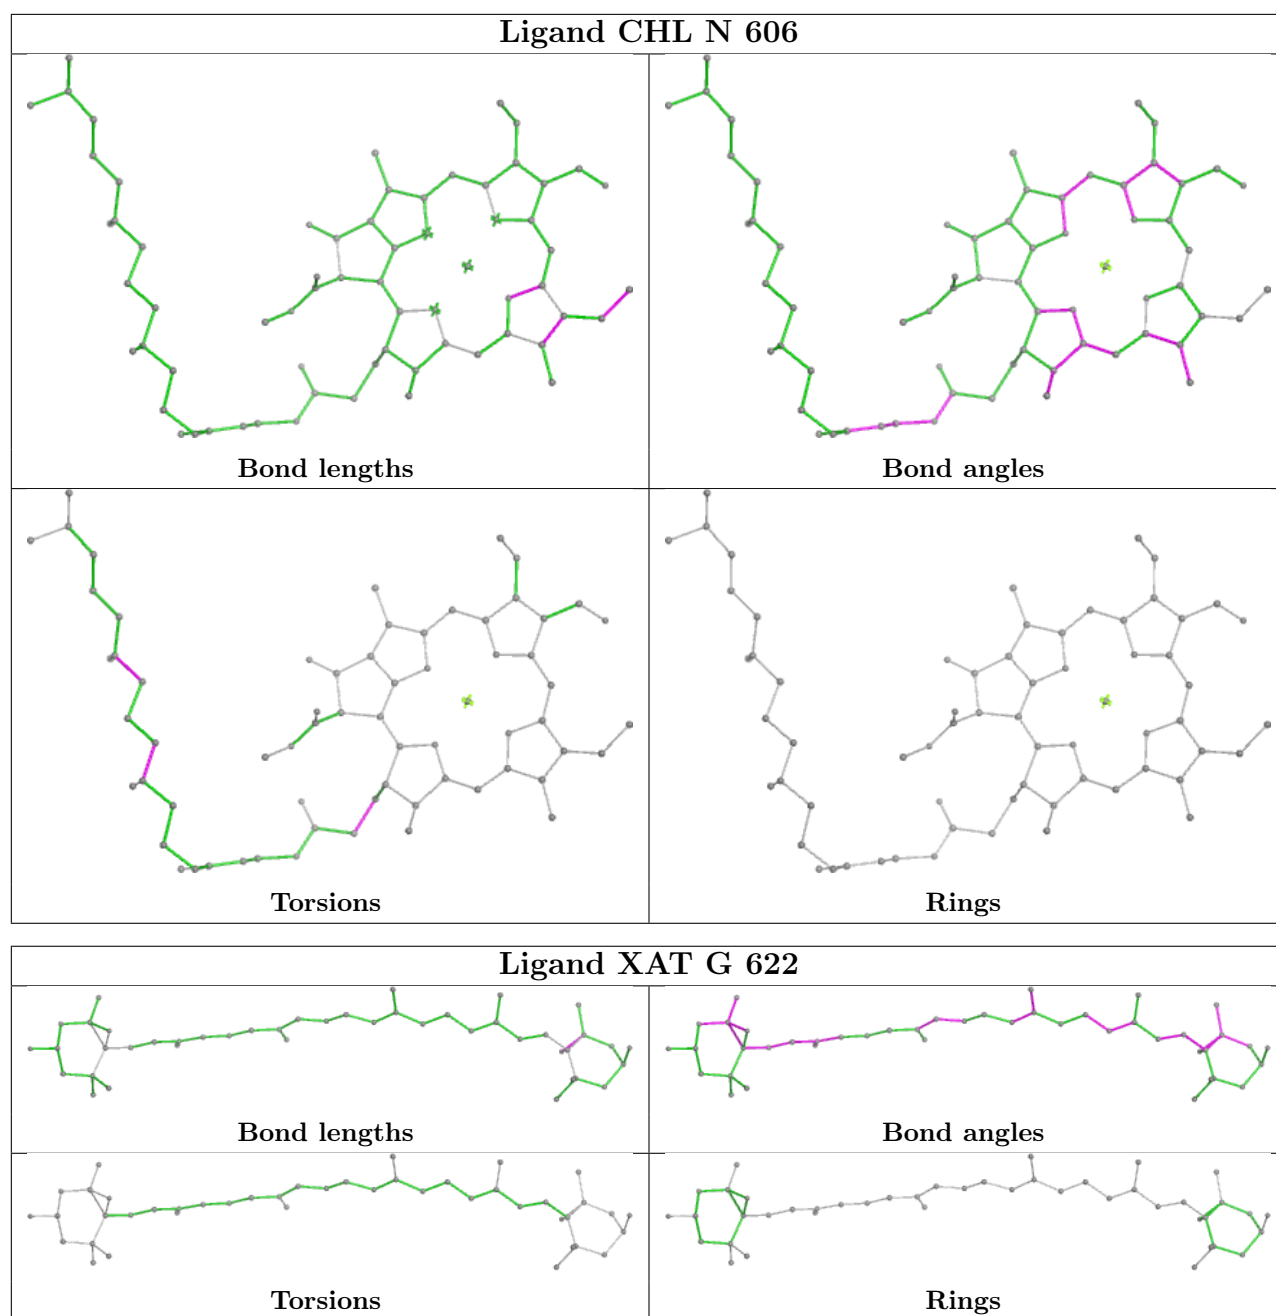 Ligand CHL N 606
Bond lengths
Bond angles
Torsions
Rings
Ligand XAT G 622
Bond lengths
Bond angles
Torsions
Rings